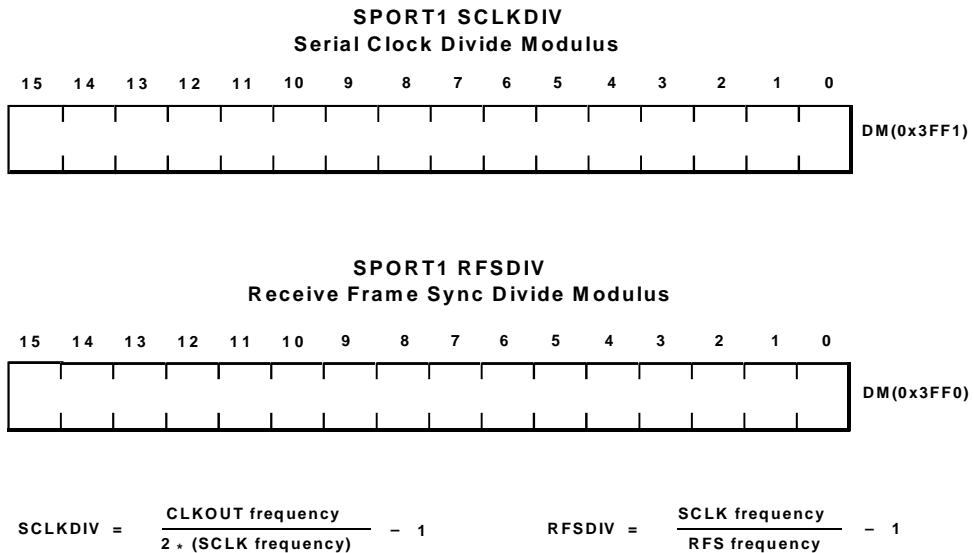 SPORT1 SCLKDIV
Serial Clock Divide Modulus
15 14 13 12 11 10 9 8 7 6 5 4 3 2 1 0
DM(0x3FF1)
SPORT1 RFSDIV
Receive Frame Sync Divide Modulus
15 14 13 12 11 10 9 8 7 6 5 4 3 2 1 0
DM(0x3FF0)
SCLKDIV = CLKOUT frequency / 2 * (SCLK frequency) – 1
RFSDIV = SCLK frequency / RFS frequency – 1